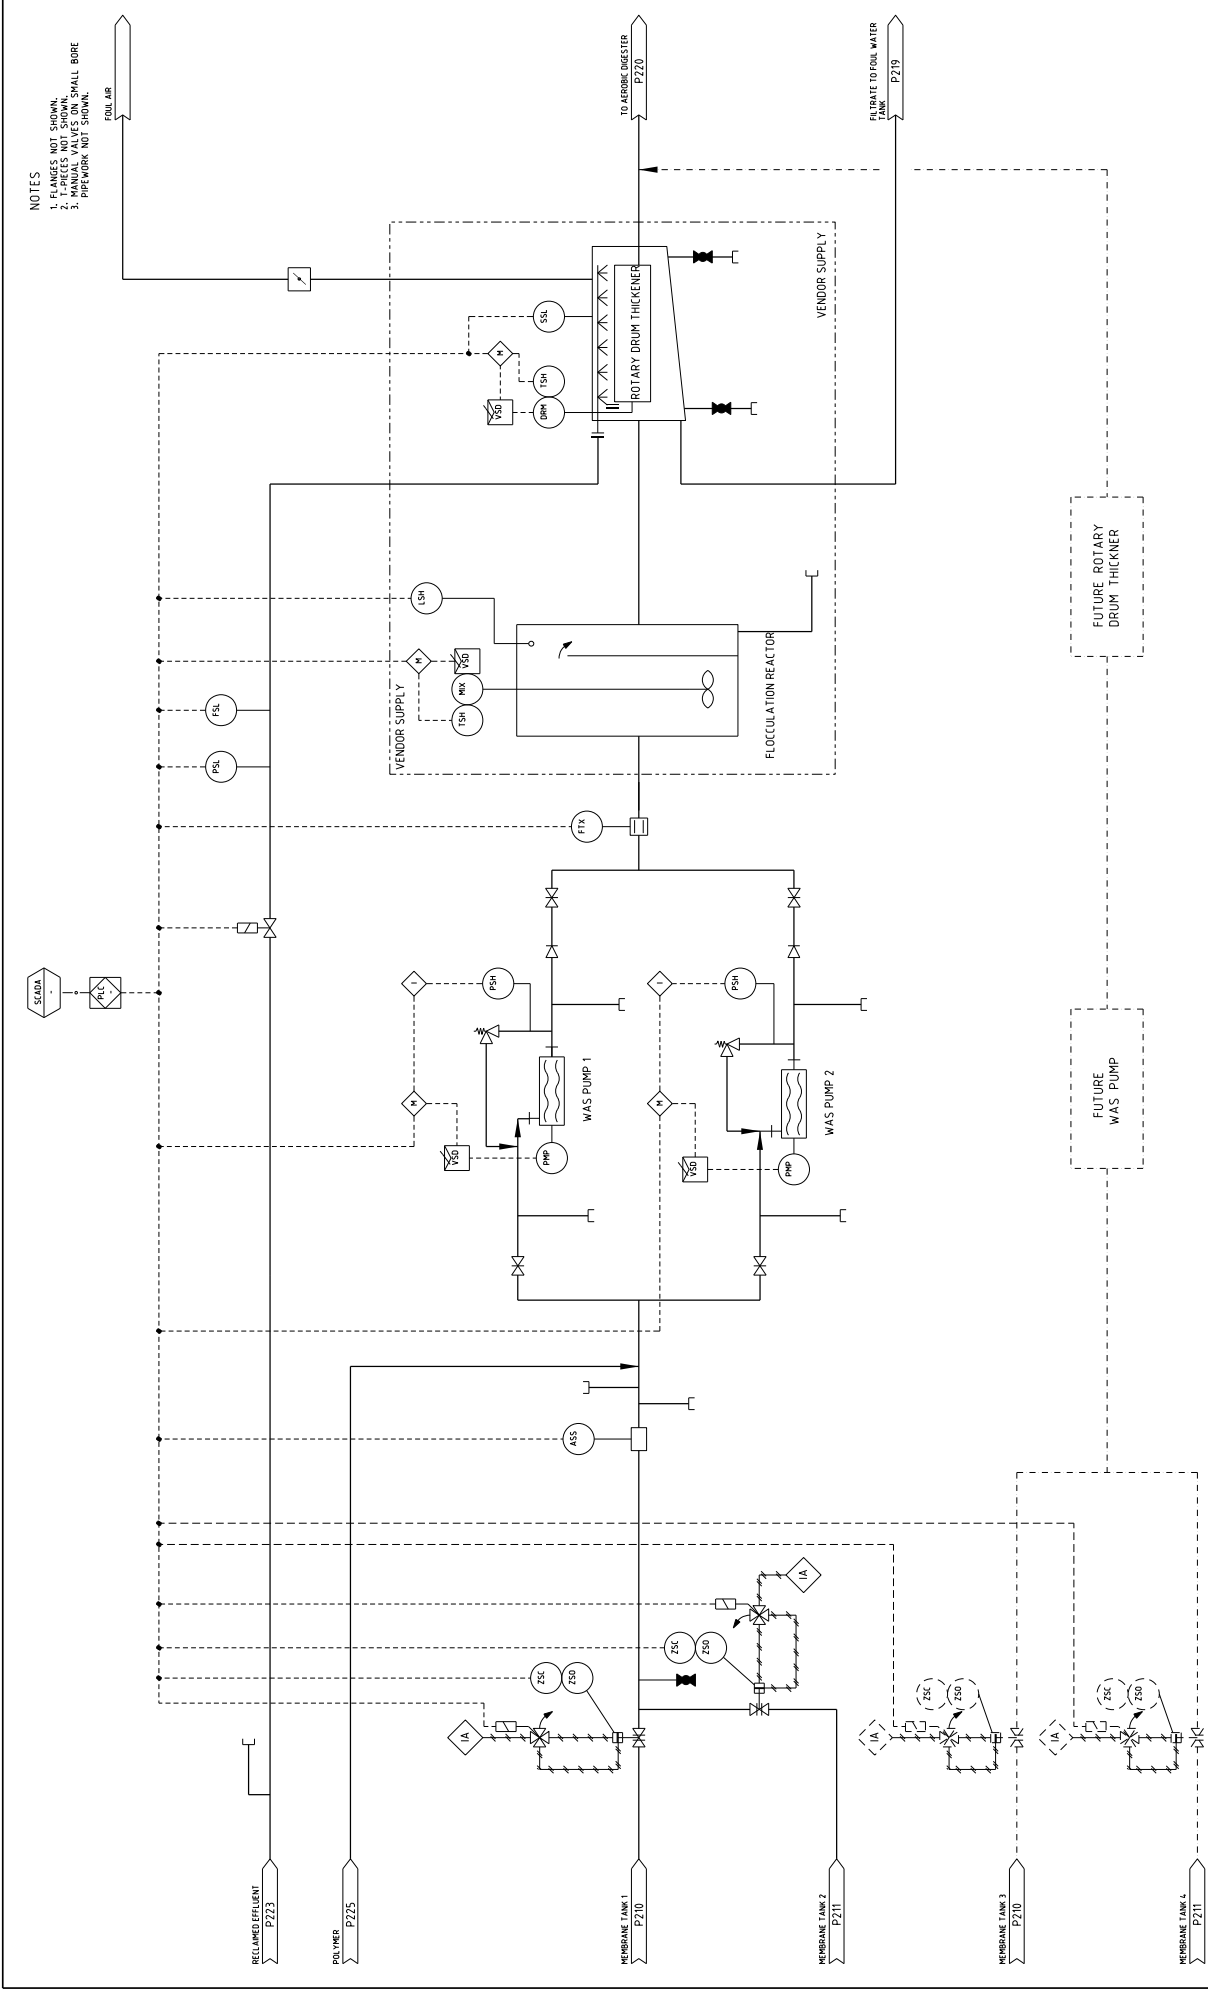 NOTES
1. FLANGES NOT SHOWN.
2. T-PIECES NOT SHOWN.
3. MANUAL VALVES ON SMALL BORE
PIPEWORK NOT SHOWN.
FOUL AIR
TO AEROBIC DIGESTER
P220
FILTRATE TO FOUL WATER
TANK
P219
SCADA
-
PLC
-
RECLAIMED EFFLUENT
P223
POLYMER
P225
MEMBRANE TANK 1
P210
MEMBRANE TANK 2
P211
MEMBRANE TANK 3
P210
MEMBRANE TANK 4
P211
IA
ZSC
ZSO
ZSC
ZSO
IA
IA
ZSC
ZSO
IA
ZSC
ZSO
ASS
M
I
VSD
PMP
PSH
WAS PUMP 1
M
I
VSD
PMP
PSH
WAS PUMP 2
FTX
PSL
FSL
VENDOR SUPPLY
TSH
MIX
VSD
M
LSH
FLOCCULATION REACTOR
VSD
M
DRM
TSH
SSL
ROTARY DRUM THICKENER
VENDOR SUPPLY
FUTURE
WAS PUMP
FUTURE ROTARY
DRUM THICKNER